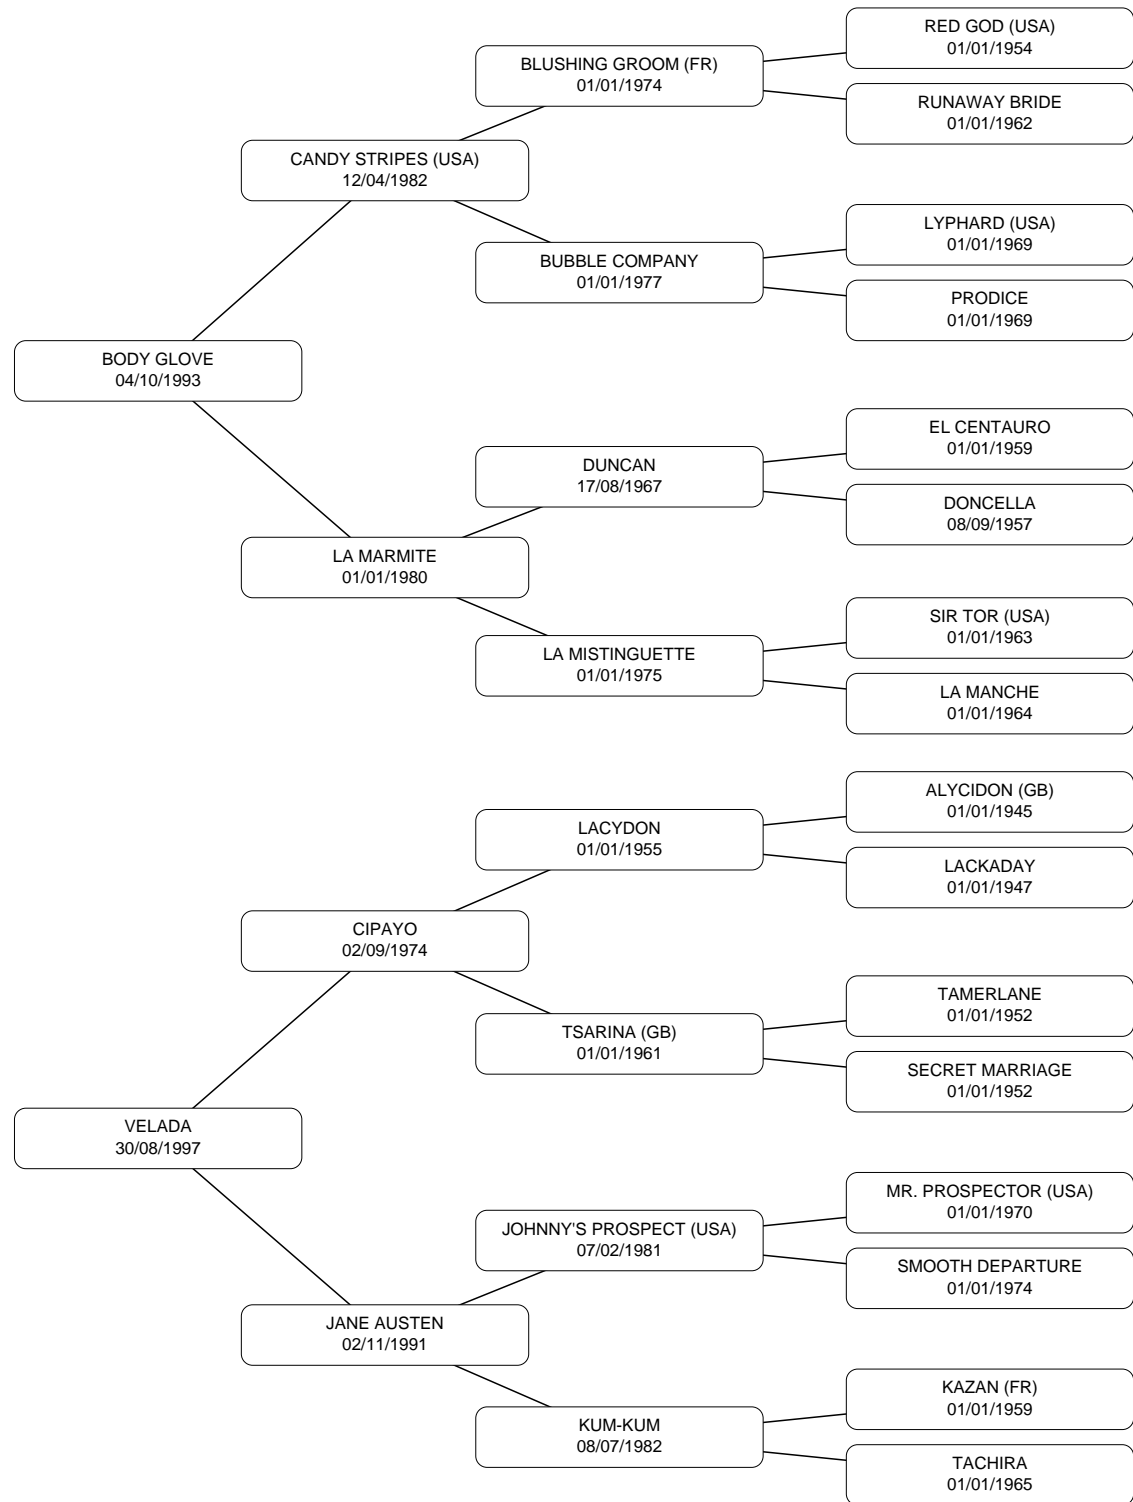 RED GOD (USA)
01/01/1954
BLUSHING GROOM (FR)
01/01/1974
RUNAWAY BRIDE
01/01/1962
CANDY STRIPES (USA)
12/04/1982
LYPHARD (USA)
01/01/1969
BUBBLE COMPANY
01/01/1977
PRODICE
01/01/1969
BODY GLOVE
04/10/1993
EL CENTAURO
01/01/1959
DUNCAN
17/08/1967
DONCELLA
08/09/1957
LA MARMITE
01/01/1980
SIR TOR (USA)
01/01/1963
LA MISTINGUETTE
01/01/1975
LA MANCHE
01/01/1964
ALYCIDON (GB)
01/01/1945
LACYDON
01/01/1955
LACKADAY
01/01/1947
CIPAYO
02/09/1974
TAMERLANE
01/01/1952
TSARINA (GB)
01/01/1961
SECRET MARRIAGE
01/01/1952
VELADA
30/08/1997
MR. PROSPECTOR (USA)
01/01/1970
JOHNNY'S PROSPECT (USA)
07/02/1981
SMOOTH DEPARTURE
01/01/1974
JANE AUSTEN
02/11/1991
KAZAN (FR)
01/01/1959
KUM-KUM
08/07/1982
TACHIRA
01/01/1965